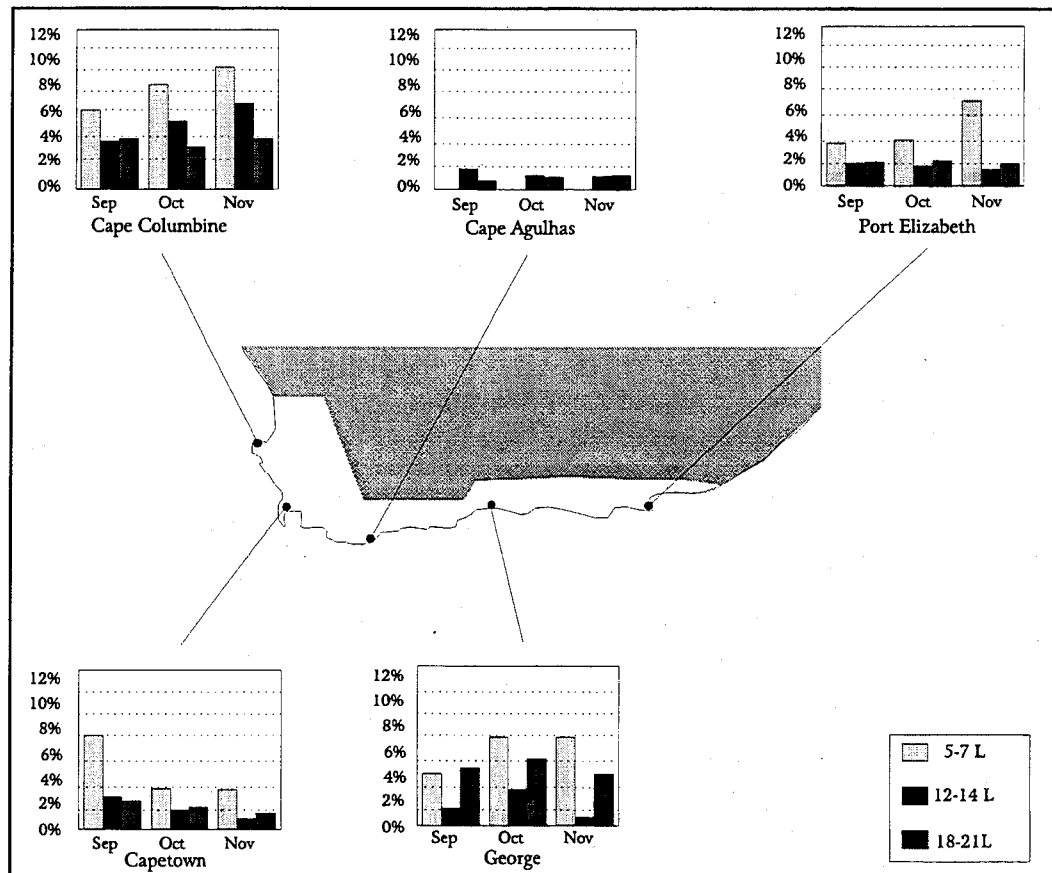 12%
10%
8%
6%
4%
2%
0%
Sep Oct Nov
Cape Columbine
12%
10%
8%
6%
4%
2%
0%
Sep Oct Nov
Cape Agulhas
12%
10%
8%
6%
4%
2%
0%
Sep Oct Nov
Port Elizabeth
12%
10%
8%
6%
4%
2%
0%
Sep Oct Nov
Capetown
12%
10%
8%
6%
4%
2%
0%
Sep Oct Nov
George
5-7 L
12-14 L
18-21L